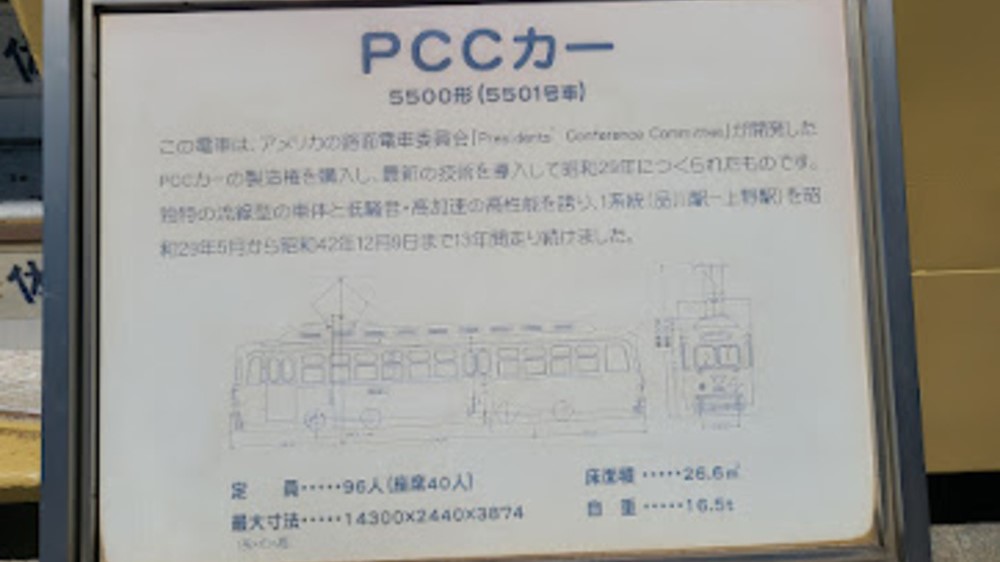 PCCカー
5500形(5501号車)
この電車は、アメリカの路面電車委員会「Presidents' Conference Committee」が開発した
PCCカーの製造権を購入し、最新の技術を導入して昭和29年につくられたものです。
独特の流線型の車体と低騒音・高加速の高性能を誇り、1系統(品川駅ー上野駅)を昭
和29年5月から昭和42年12月9日まで13年間走り続けました。
定　員・・・・・96人(座席40人)
床面積・・・・・26.6㎡
最大寸法・・・・・14300×2440×3874
自　重・・・・・16.5t
休
休